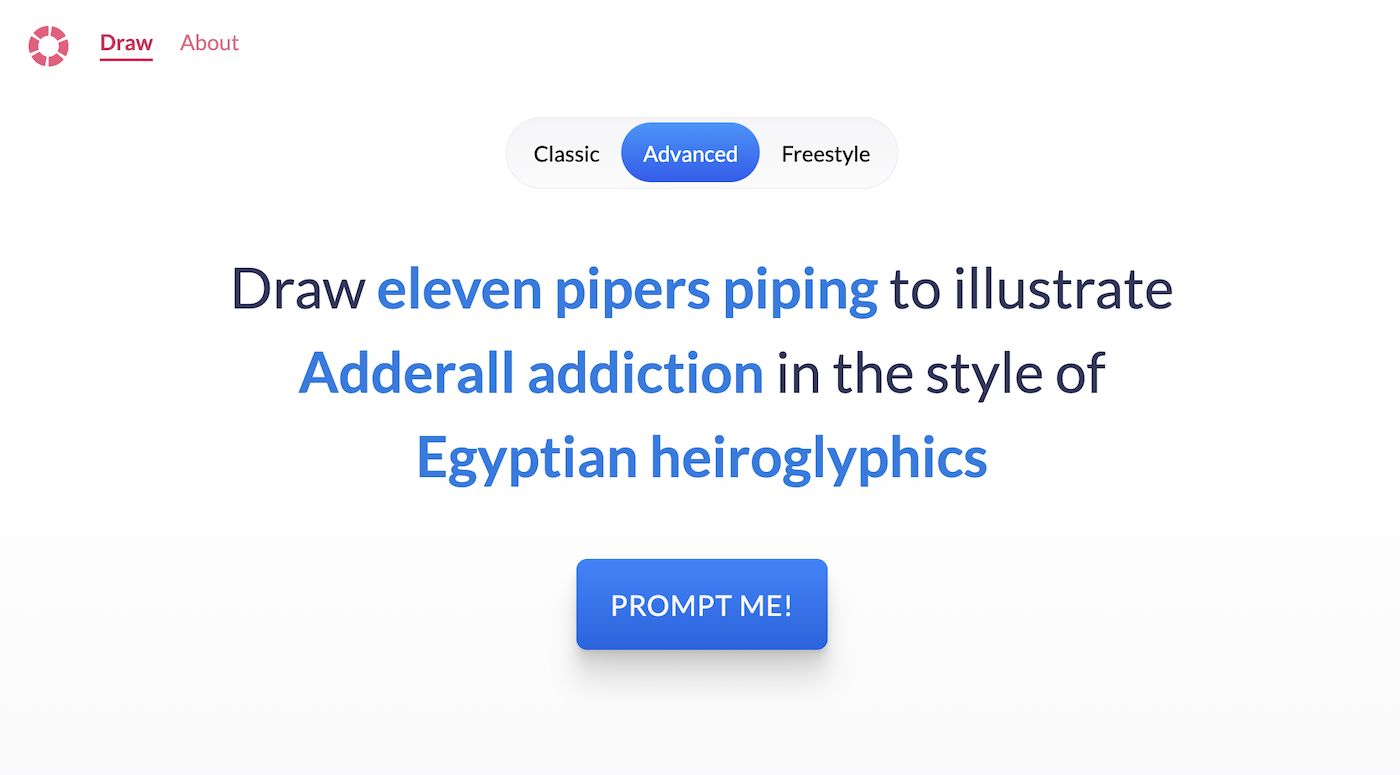 Draw About
Classic Advanced Freestyle
Draw eleven pipers piping to illustrate
Adderall addiction in the style of
Egyptian heiroglyphics
PROMPT ME!